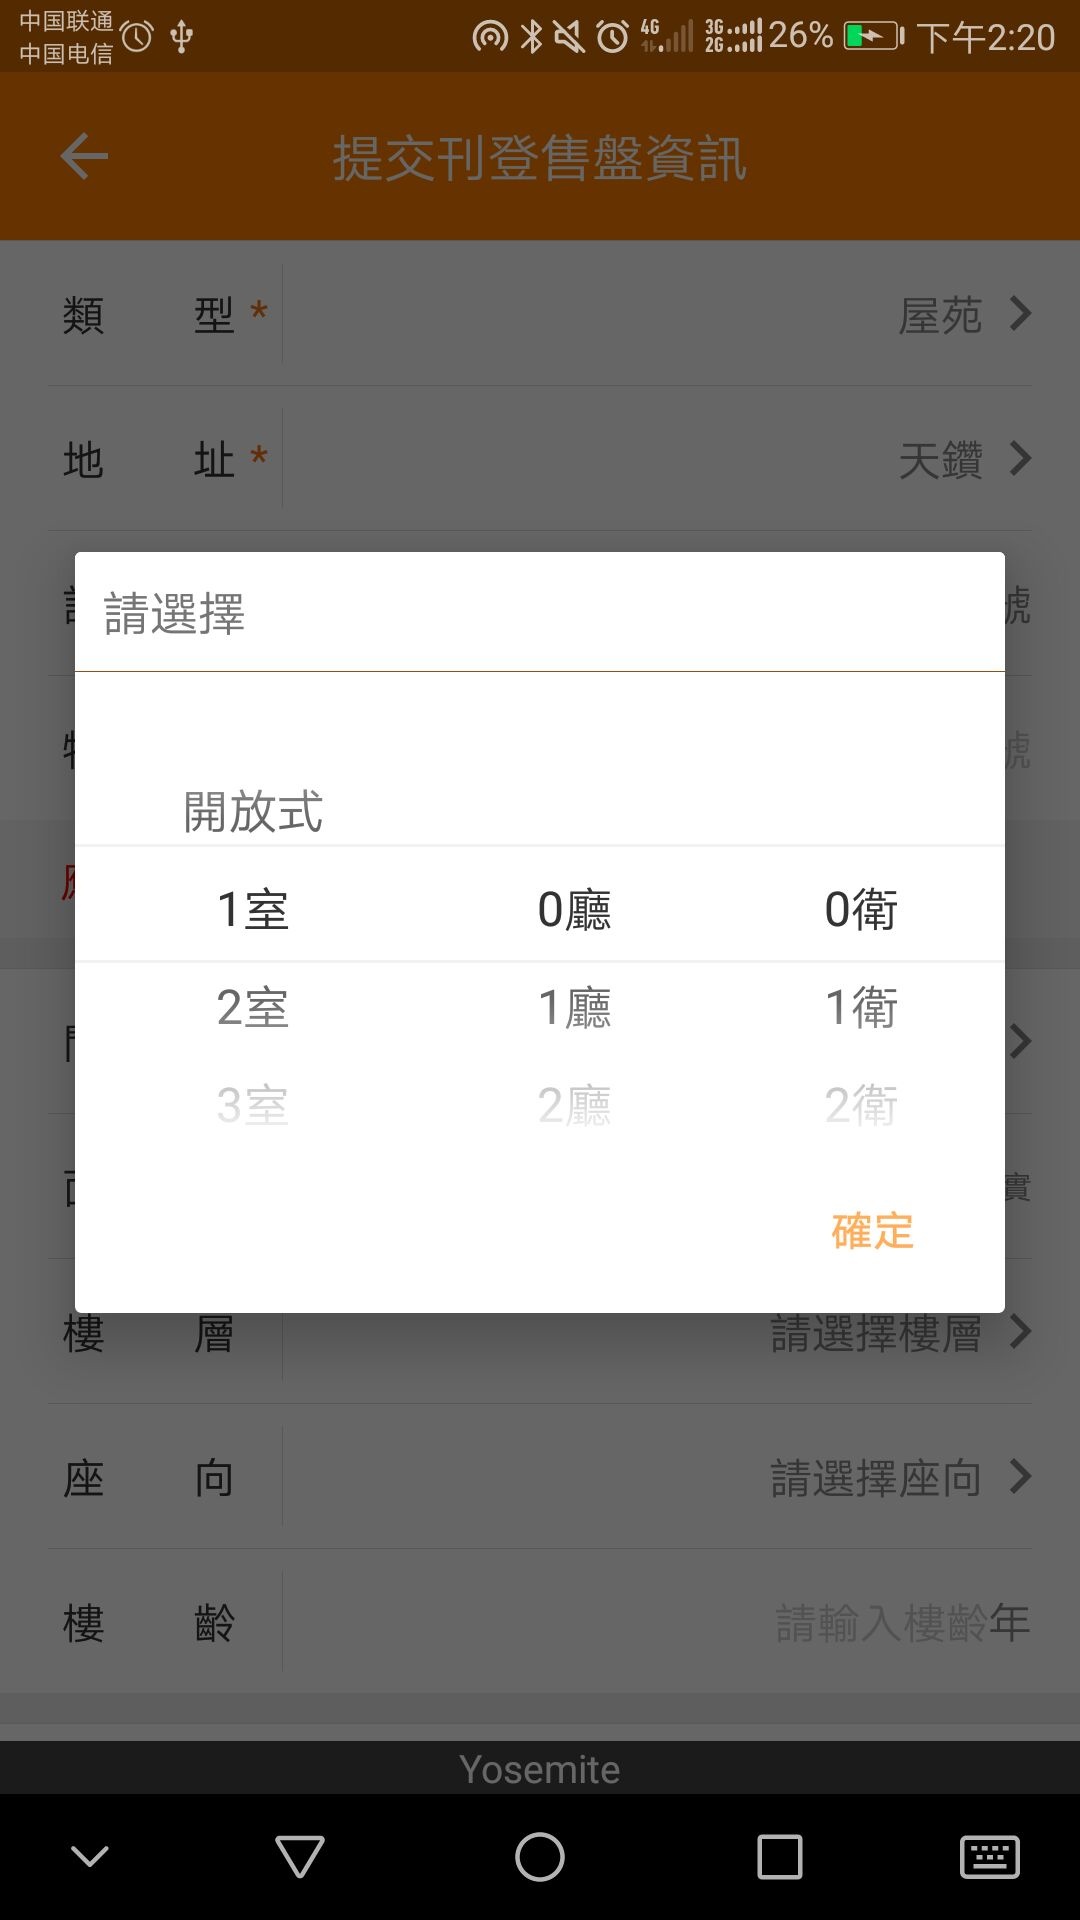 中国联通
中国电信
4G 3G 2G 26% 下午2:20
提交刊登售盤資訊
類型* 屋苑
地址* 天鑽
號
請選擇
號
開放式
1室 0廳 0衛
2室 1廳 1衛
3室 2廳 2衛
實
確定
樓層 請選擇樓層
座向 請選擇座向
樓齡 請輸入樓齡年
Yosemite